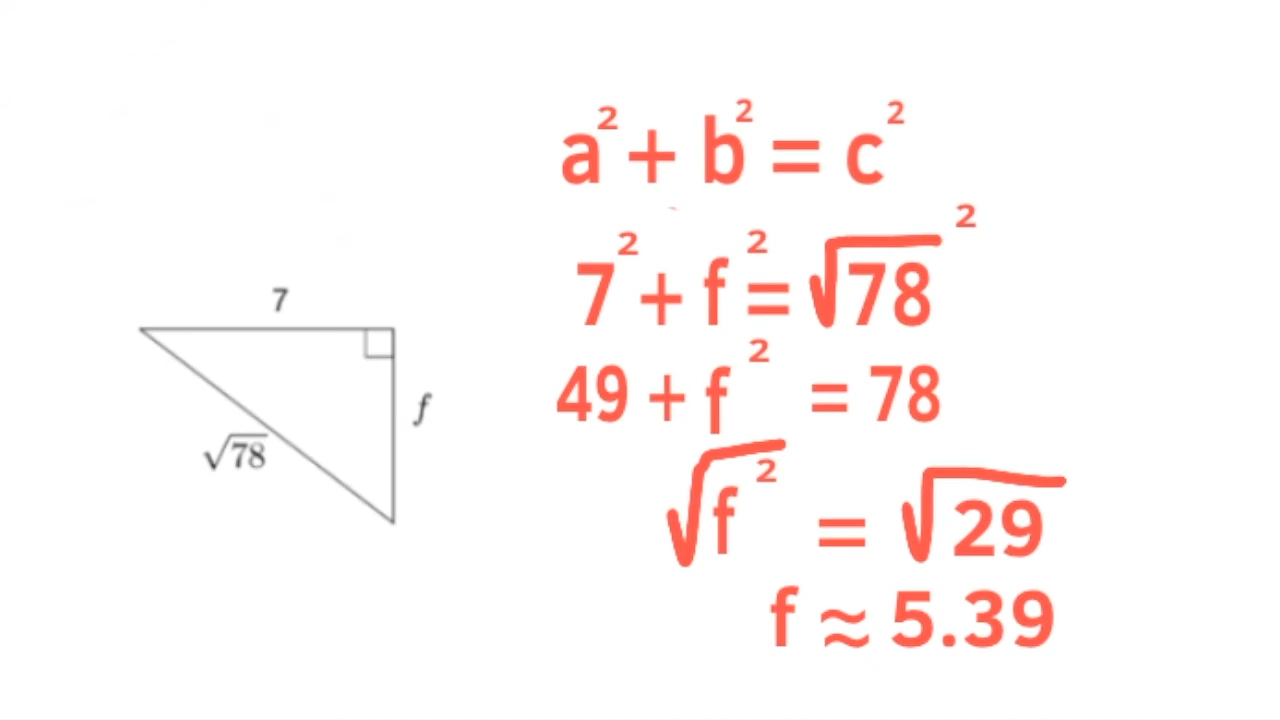 a² + b² = c²
7² + f² = √78²
49 + f² = 78
√f² = √29
f ≈ 5.39
7
f
√78